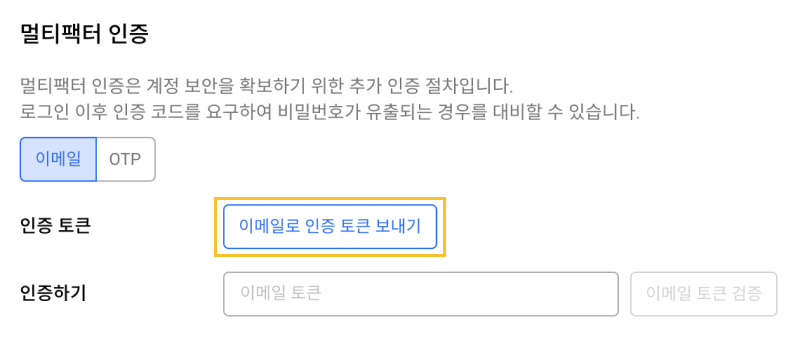 멀티팩터 인증
멀티팩터 인증은 계정 보안을 확보하기 위한 추가 인증 절차입니다.
로그인 이후 인증 코드를 요구하여 비밀번호가 유출되는 경우를 대비할 수 있습니다.
이메일 OTP
인증 토큰 이메일로 인증 토큰 보내기
인증하기 이메일 토큰 이메일 토큰 검증